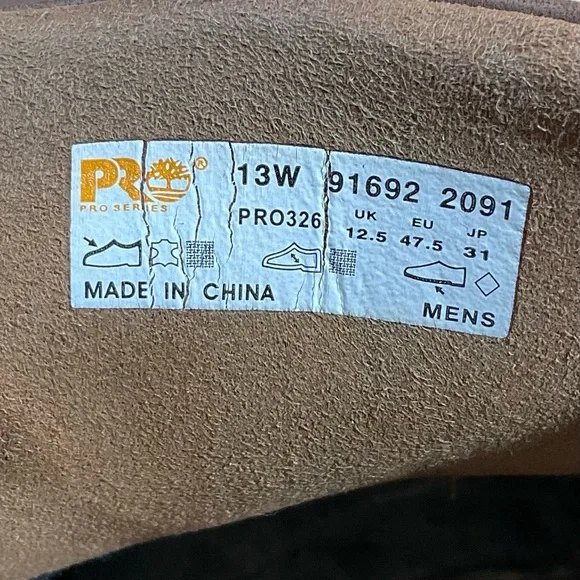 PRO®
PRO SERIES
13W 91692 2091
PRO326
UK EU JP
12.5 47.5 31
MADE IN CHINA
MENS